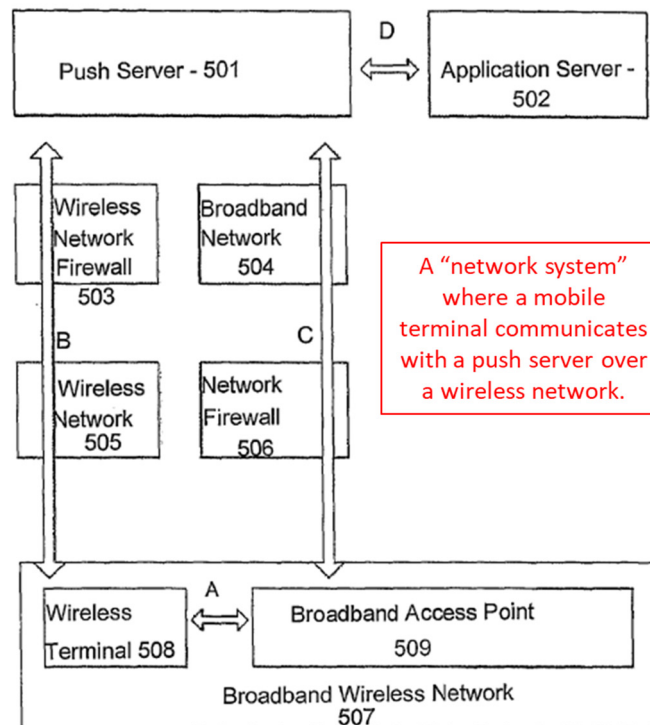 D
Push Server - 501
Application Server -
502
Wireless
Network
Firewall
503
Broadband
Network
504
A “network system”
where a mobile
terminal communicates
with a push server over
a wireless network.
B
C
Wireless
Network
505
Network
Firewall
506
A
Wireless
Terminal 508
Broadband Access Point
509
Broadband Wireless Network
507